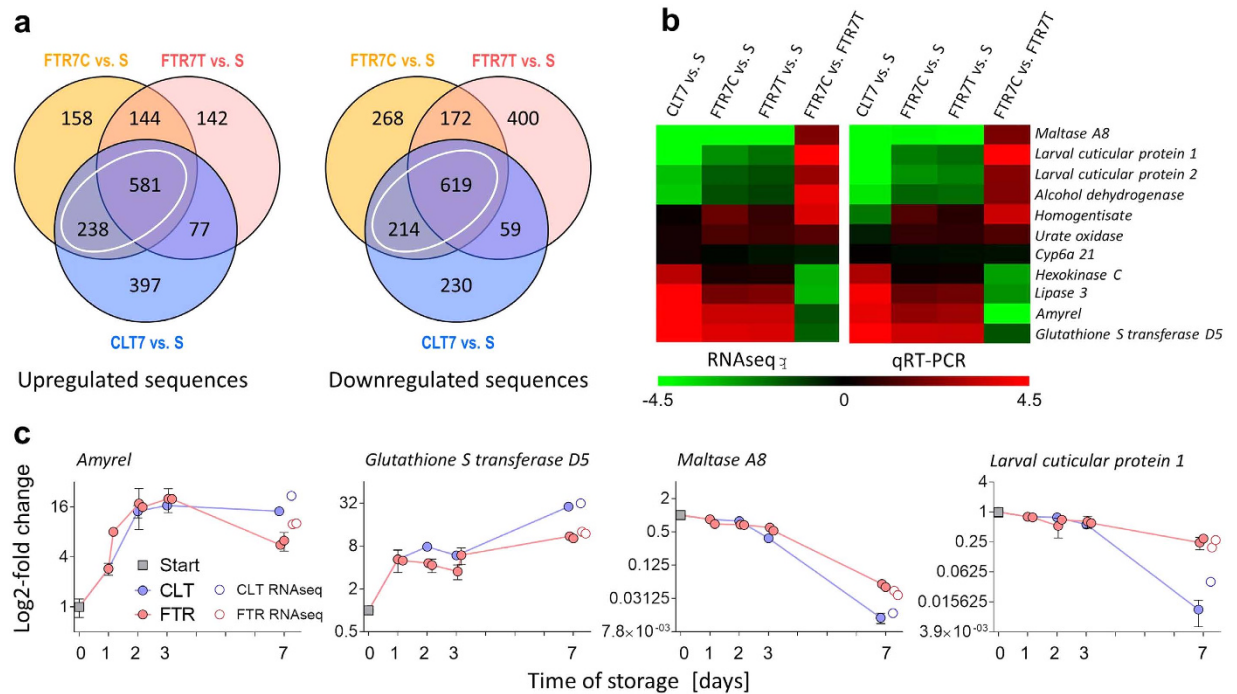 a
FTR7C vs. S
FTR7T vs. S
158
144
142
581
238
77
397
CLT7 vs. S
Upregulated sequences
FTR7C vs. S
FTR7T vs. S
268
172
400
619
214
59
230
CLT7 vs. S
Downregulated sequences
b
CLT7 vs. S
FTR7C vs. S
FTR7T vs. S
FTR7C vs. FTR7T
CLT7 vs. S
FTR7C vs. S
FTR7T vs. S
FTR7C vs. FTR7T
Maltase A8
Larval cuticular protein 1
Larval cuticular protein 2
Alcohol dehydrogenase
Homogentisate
Urate oxidase
Cyp6a 21
Hexokinase C
Lipase 3
Amyrel
Glutathione S transferase D5
RNAseq
qRT-PCR
-4.5
0
4.5
c
Log2-fold change
Amyrel
16
4
1
Start
CLT
CLT RNAseq
FTR
FTR RNAseq
0 1 2 3 7
Glutathione S transferase D5
32
8
2
0.5
0 1 2 3 7
Maltase A8
2
0.5
0.125
0.03125
7.8×10⁻⁰³
0 1 2 3 7
Larval cuticular protein 1
4
1
0.25
0.0625
0.015625
3.9×10⁻⁰³
0 1 2 3 7
Time of storage [days]